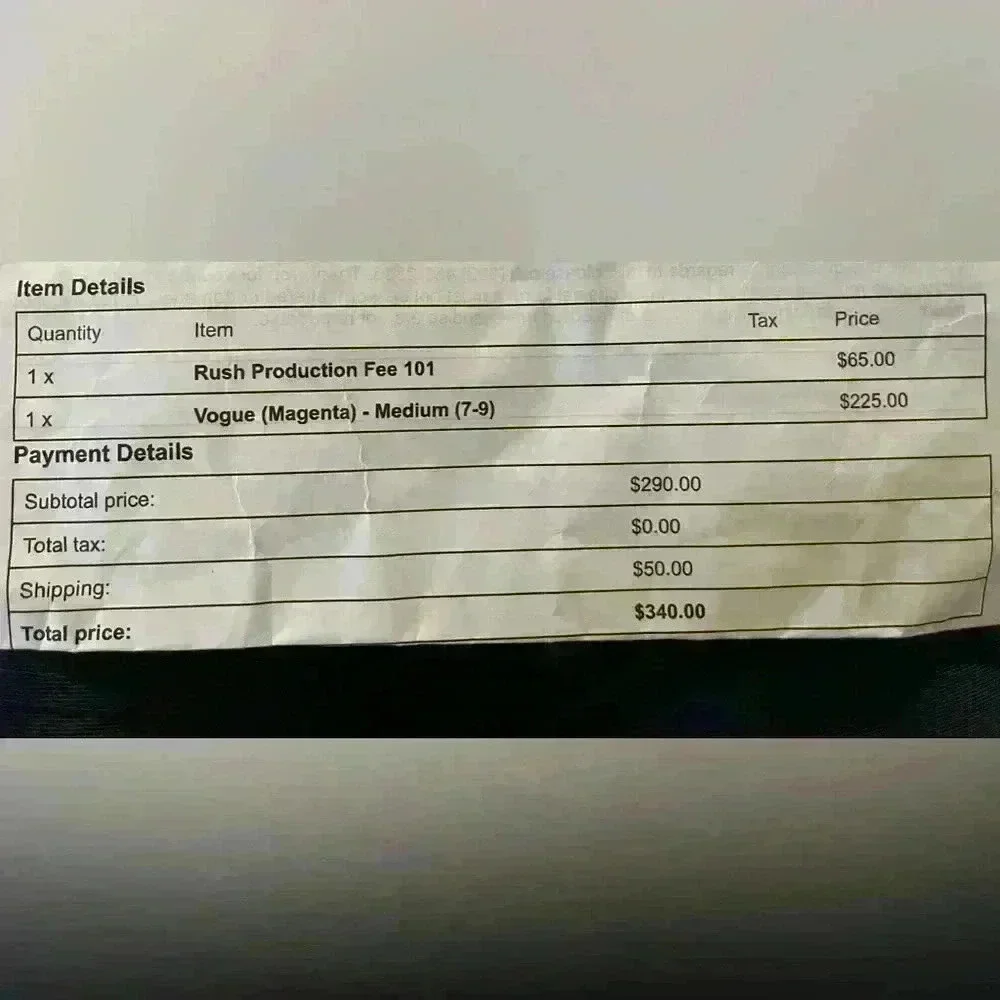 Item Details
Quantity Item Tax Price
1 x Rush Production Fee 101 $65.00
1 x Vogue (Magenta) - Medium (7-9) $225.00
Payment Details
Subtotal price: $290.00
Total tax: $0.00
Shipping: $50.00
Total price: $340.00